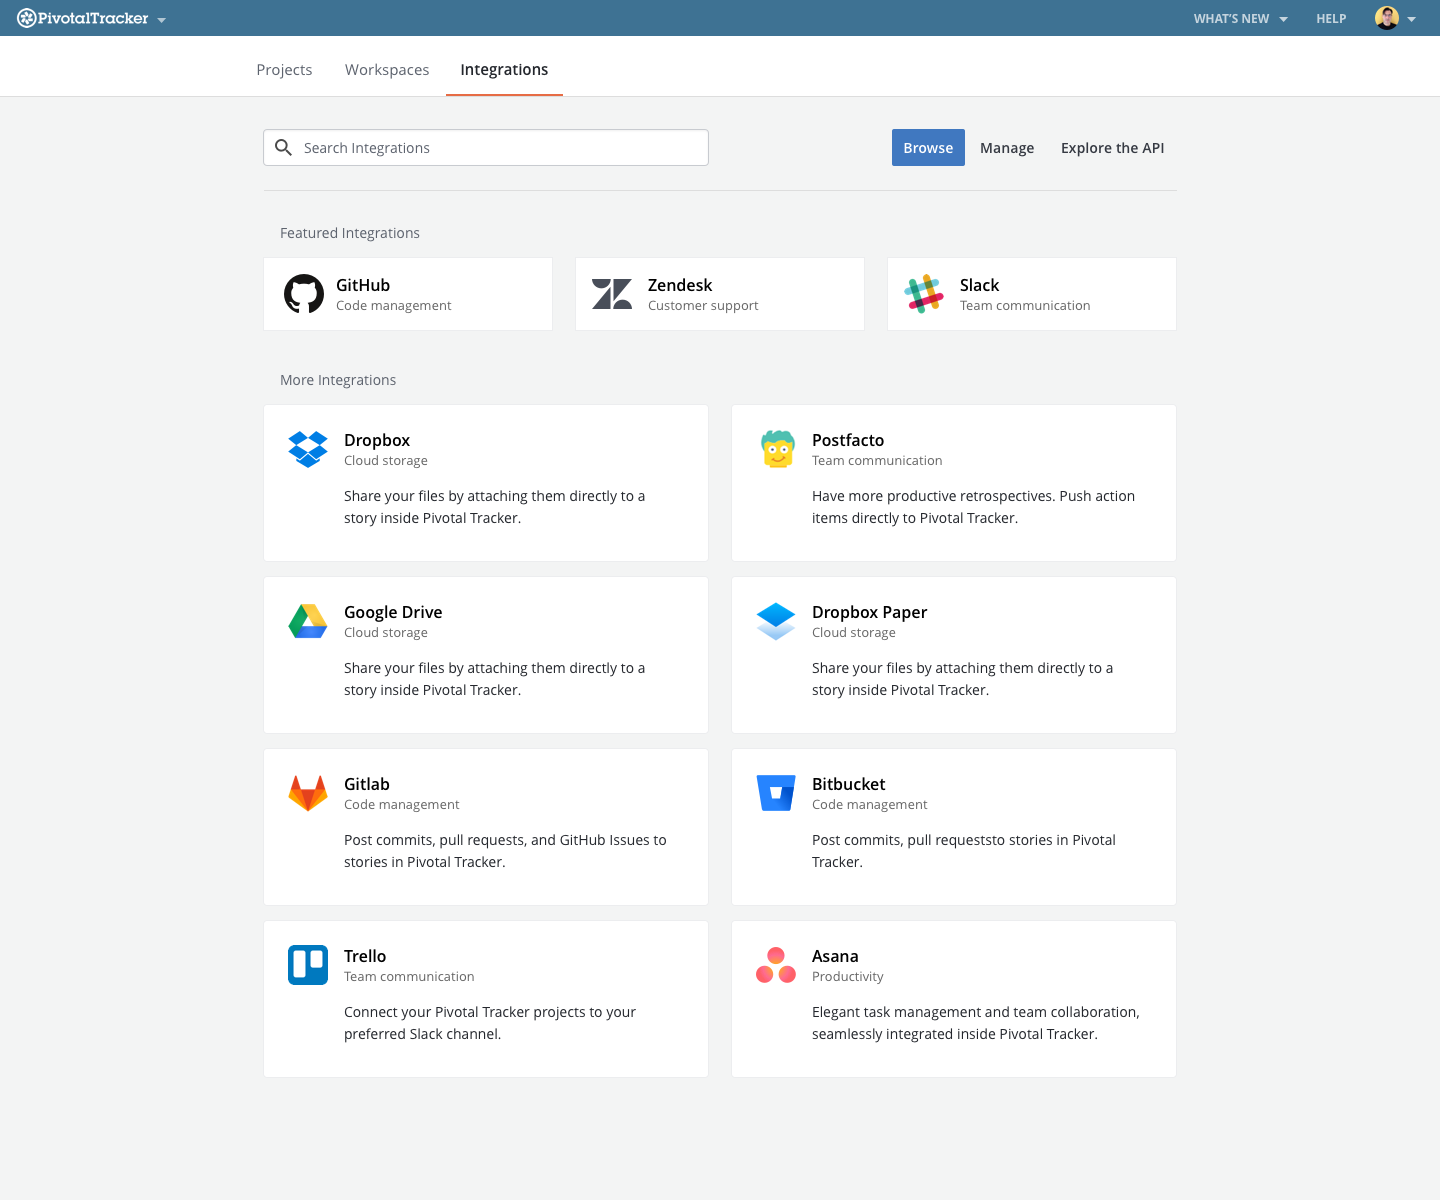 PivotalTracker
WHAT'S NEW
HELP
Projects
Workspaces
Integrations
Search Integrations
Browse
Manage
Explore the API
Featured Integrations
GitHub
Code management
Zendesk
Customer support
Slack
Team communication
More Integrations
Dropbox
Cloud storage
Share your files by attaching them directly to a
story inside Pivotal Tracker.
Postfacto
Team communication
Have more productive retrospectives. Push action
items directly to Pivotal Tracker.
Google Drive
Cloud storage
Share your files by attaching them directly to a
story inside Pivotal Tracker.
Dropbox Paper
Cloud storage
Share your files by attaching them directly to a
story inside Pivotal Tracker.
Gitlab
Code management
Post commits, pull requests, and GitHub Issues to
stories in Pivotal Tracker.
Bitbucket
Code management
Post commits, pull requeststo stories in Pivotal
Tracker.
Trello
Team communication
Connect your Pivotal Tracker projects to your
preferred Slack channel.
Asana
Productivity
Elegant task management and team collaboration,
seamlessly integrated inside Pivotal Tracker.